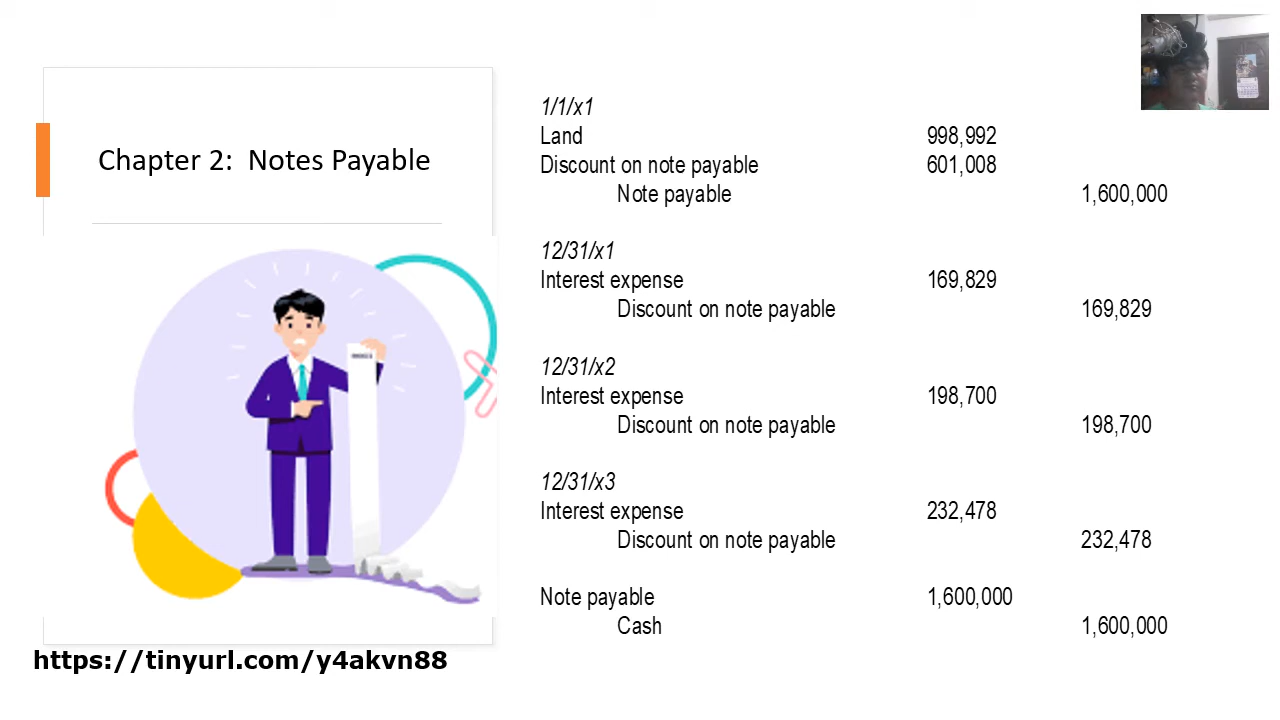 Chapter 2:  Notes Payable
https://tinyurl.com/y4akvn88
1/1/x1
Land 998,992
Discount on note payable 601,008
Note payable 1,600,000
12/31/x1
Interest expense 169,829
Discount on note payable 169,829
12/31/x2
Interest expense 198,700
Discount on note payable 198,700
12/31/x3
Interest expense 232,478
Discount on note payable 232,478
Note payable 1,600,000
Cash 1,600,000